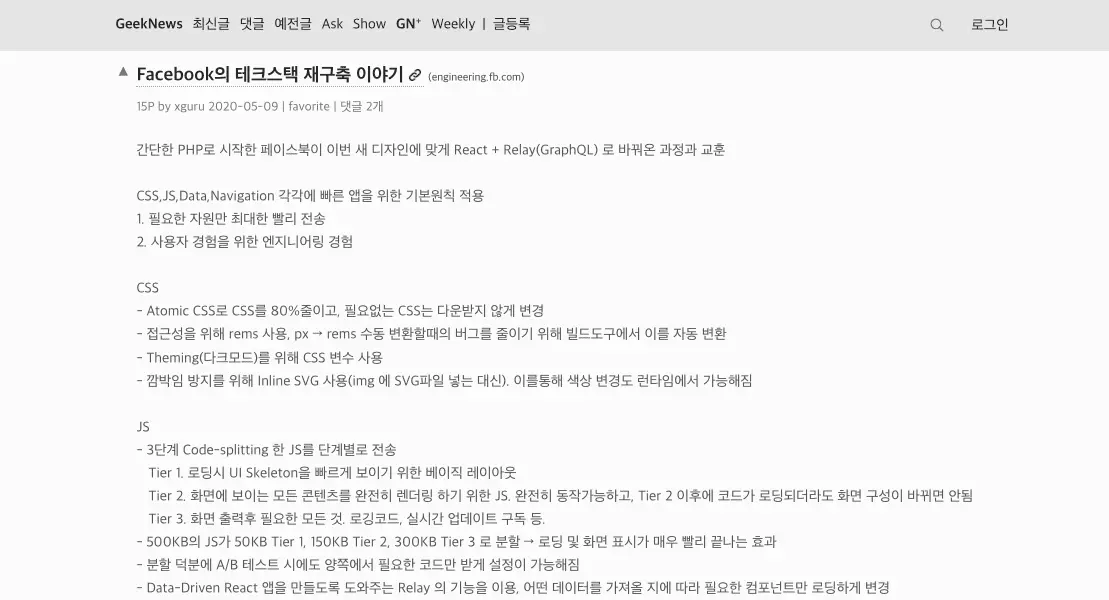 GeekNews 최신글 댓글 예전글 Ask Show GN⁺ Weekly | 글등록 로그인
▲ Facebook의 테크스택 재구축 이야기 (engineering.fb.com)
15P by xguru 2020-05-09 | favorite | 댓글 2개
간단한 PHP로 시작한 페이스북이 이번 새 디자인에 맞게 React + Relay(GraphQL) 로 바꿔온 과정과 교훈
CSS,JS,Data,Navigation 각각에 빠른 앱을 위한 기본원칙 적용
1. 필요한 자원만 최대한 빨리 전송
2. 사용자 경험을 위한 엔지니어링 경험
CSS
- Atomic CSS로 CSS를 80%줄이고, 필요없는 CSS는 다운받지 않게 변경
- 접근성을 위해 rems 사용, px → rems 수동 변환할때의 버그를 줄이기 위해 빌드도구에서 이를 자동 변환
- Theming(다크모드)를 위해 CSS 변수 사용
- 깜박임 방지를 위해 Inline SVG 사용(img 에 SVG파일 넣는 대신). 이를통해 색상 변경도 런타임에서 가능해짐
JS
- 3단계 Code-splitting 한 JS를 단계별로 전송
Tier 1. 로딩시 UI Skeleton을 빠르게 보이기 위한 베이직 레이아웃
Tier 2. 화면에 보이는 모든 콘텐츠를 완전히 렌더링 하기 위한 JS. 완전히 동작가능하고, Tier 2 이후에 코드가 로딩되더라도 화면 구성이 바뀌면 안됨
Tier 3. 화면 출력후 필요한 모든 것. 로깅코드, 실시간 업데이트 구독 등.
- 500KB의 JS가 50KB Tier 1, 150KB Tier 2, 300KB Tier 3 로 분할 → 로딩 및 화면 표시가 매우 빨리 끝나는 효과
- 분할 덕분에 A/B 테스트 시에도 양쪽에서 필요한 코드만 받게 설정이 가능해짐
- Data-Driven React 앱을 만들도록 도와주는 Relay 의 기능을 이용, 어떤 데이터를 가져올 지에 따라 필요한 컴포넌트만 로딩하게 변경